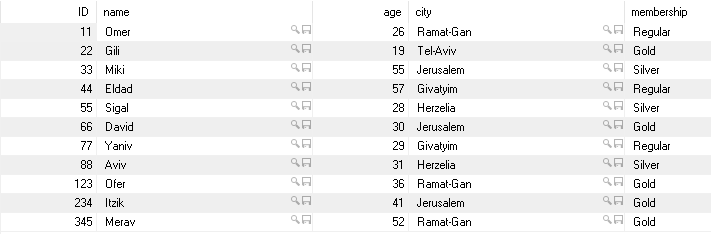 ID name age city membership
11 Omer 26 Ramat-Gan Regular
22 Gili 19 Tel-Aviv Gold
33 Miki 55 Jerusalem Silver
44 Eldad 57 Givatyim Regular
55 Sigal 28 Herzelia Silver
66 David 30 Jerusalem Gold
77 Yaniv 29 Givatyim Regular
88 Aviv 31 Herzelia Silver
123 Ofer 36 Ramat-Gan Gold
234 Itzik 41 Jerusalem Gold
345 Merav 52 Ramat-Gan Gold